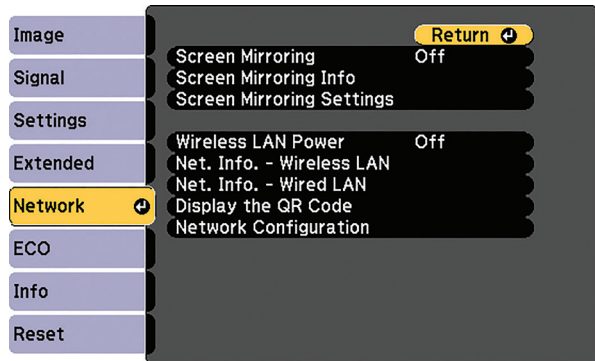 Image
Signal
Settings
Extended
Network
ECO
Info
Reset
Return
Screen Mirroring Off
Screen Mirroring Info
Screen Mirroring Settings
Wireless LAN Power Off
Net. Info. - Wireless LAN
Net. Info. - Wired LAN
Display the QR Code
Network Configuration